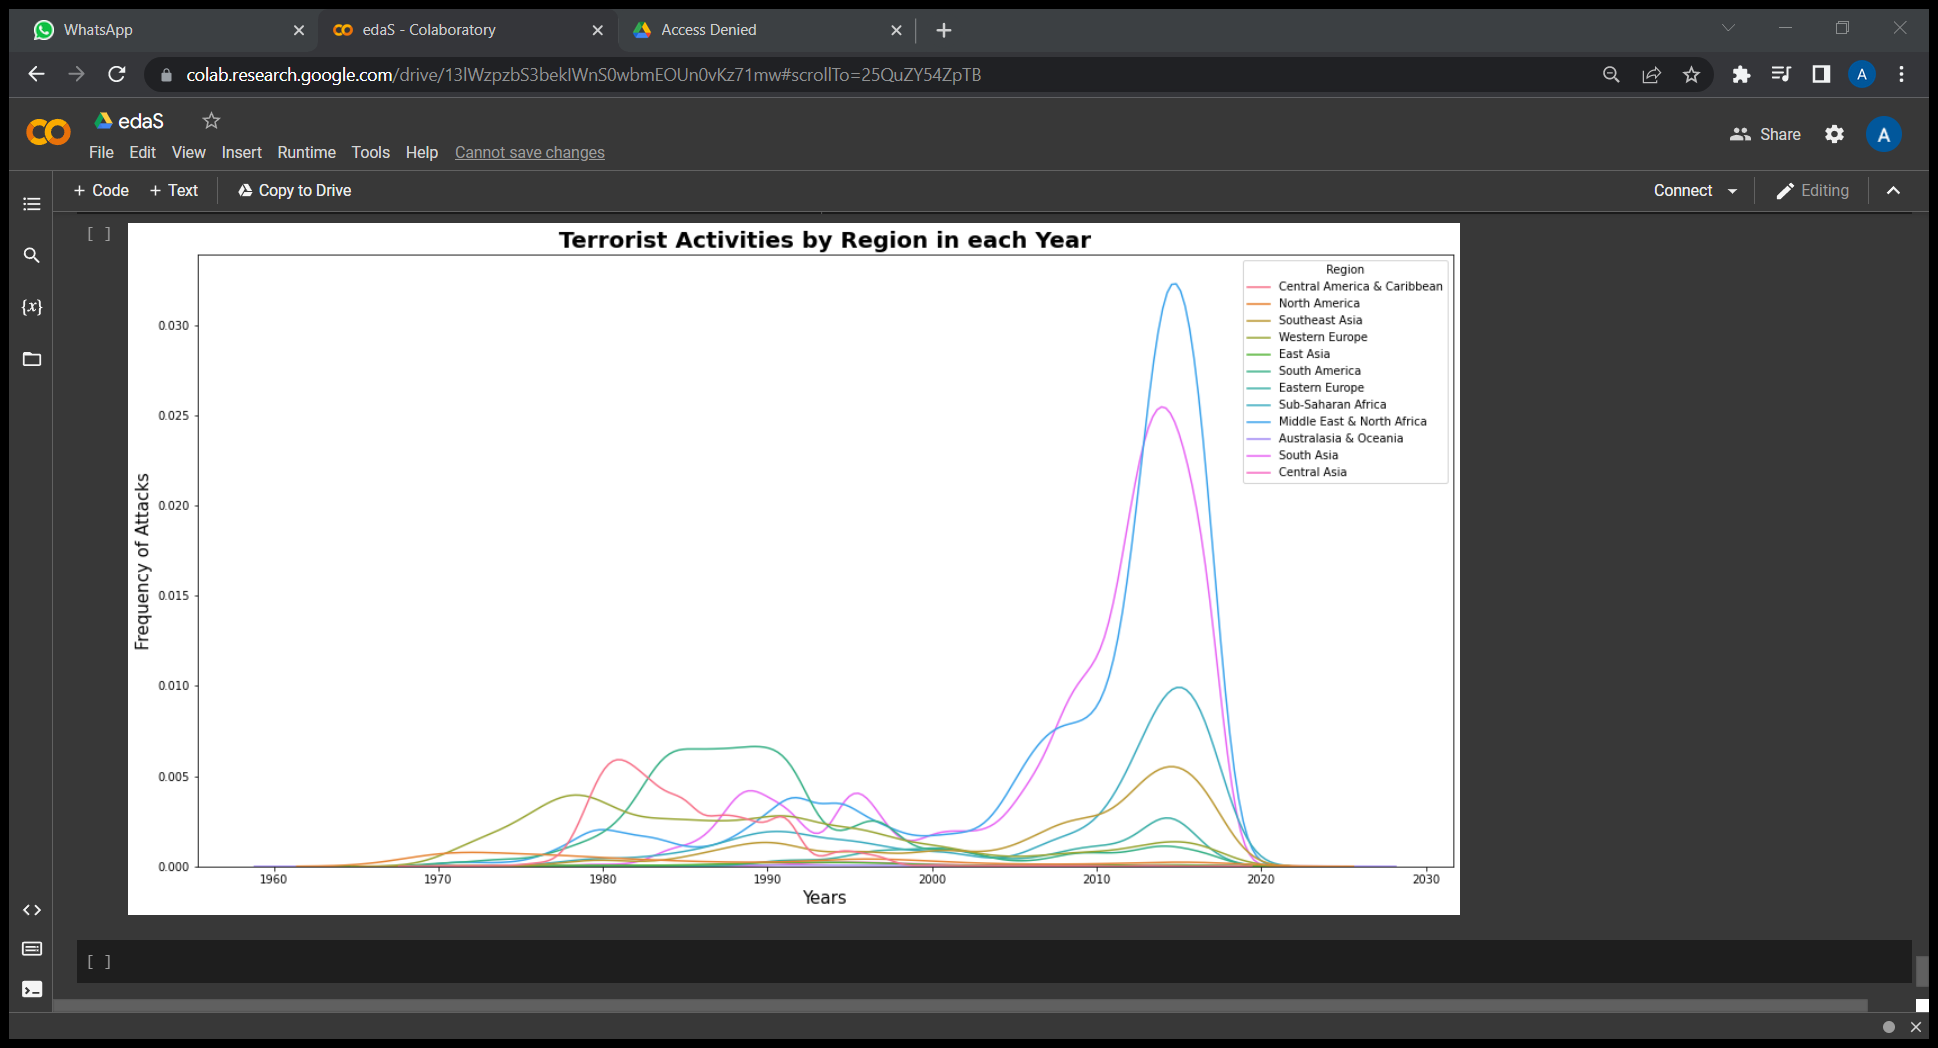 WhatsApp
edaS - Colaboratory
Access Denied
colab.research.google.com/drive/13lWzpzbS3bekIWnS0wbmEOUn0vKz71mw#scrollTo=25QuZY54ZpTB
A
edaS
File Edit View Insert Runtime Tools Help Cannot save changes
Share
A
+ Code + Text Copy to Drive
Connect
Editing
{x}
[ ]
Terrorist Activities by Region in each Year
Region
Central America & Caribbean
North America
Southeast Asia
Western Europe
East Asia
South America
Eastern Europe
Sub-Saharan Africa
Middle East & North Africa
Australasia & Oceania
South Asia
Central Asia
Frequency of Attacks
0.030
0.025
0.020
0.015
0.010
0.005
0.000
1960 1970 1980 1990 2000 2010 2020 2030
Years
[ ]